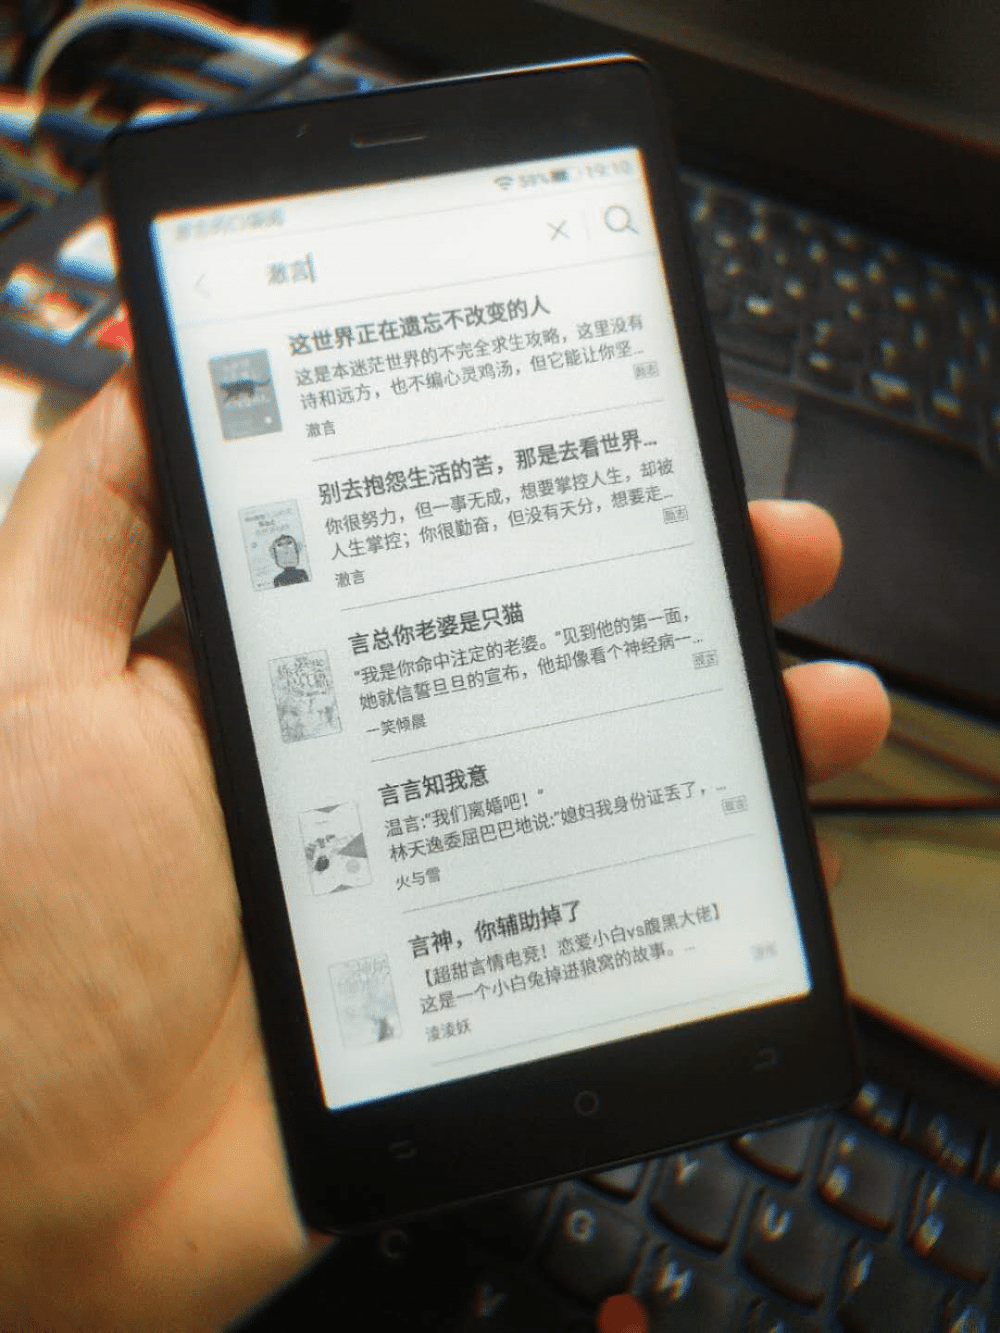 59% 19:10
澈言
这世界正在遗忘不改变的人
这是本迷茫世界的不完全求生攻略，这里没有
诗和远方，也不编心灵鸡汤，但它能让你坚...
澈言
别去抱怨生活的苦，那是去看世界...
你很努力，但一事无成，想要掌控人生，却被
人生掌控；你很勤奋，但没有天分，想要走...
澈言
言总你老婆是只猫
“我是你命中注定的老婆。”见到他的第一面，
她就信誓旦旦的宣布，他却像看个神经病一...
一笑倾晨
言言知我意
温言:“我们离婚吧！”
林天逸委屈巴巴地说:“媳妇我身份证丢了，...
火与雪
言神，你辅助掉了
【超甜言情电竞！恋爱小白vs腹黑大佬】
这是一个小白兔掉进狼窝的故事。...
淩淩妖
Y
G
U